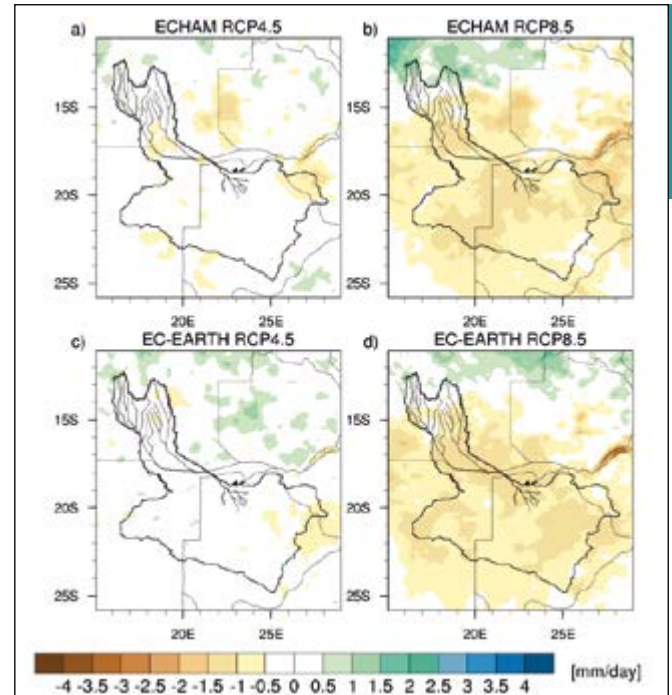 a) ECHAM RCP4.5
b) ECHAM RCP8.5
15S
15S
20S
20S
25S
25S
20E 25E
20E 25E
c) EC-EARTH RCP4.5
d) EC-EARTH RCP8.5
15S
15S
20S
20S
25S
25S
20E 25E
20E 25E
-4 -3.5 -3 -2.5 -2 -1.5 -1 -0.5 0 0.5 1 1.5 2 2.5 3 3.5 4 [mm/day]